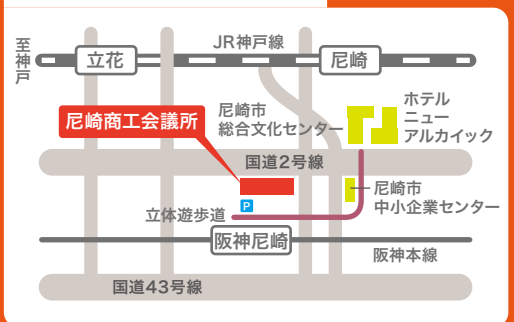 至神戸
JR神戸線
立花
尼崎
尼崎商工会議所
尼崎市
総合文化センター
ホテル
ニュー
アルカイック
国道2号線
P
尼崎市
中小企業センター
立体遊歩道
阪神尼崎
阪神本線
国道43号線